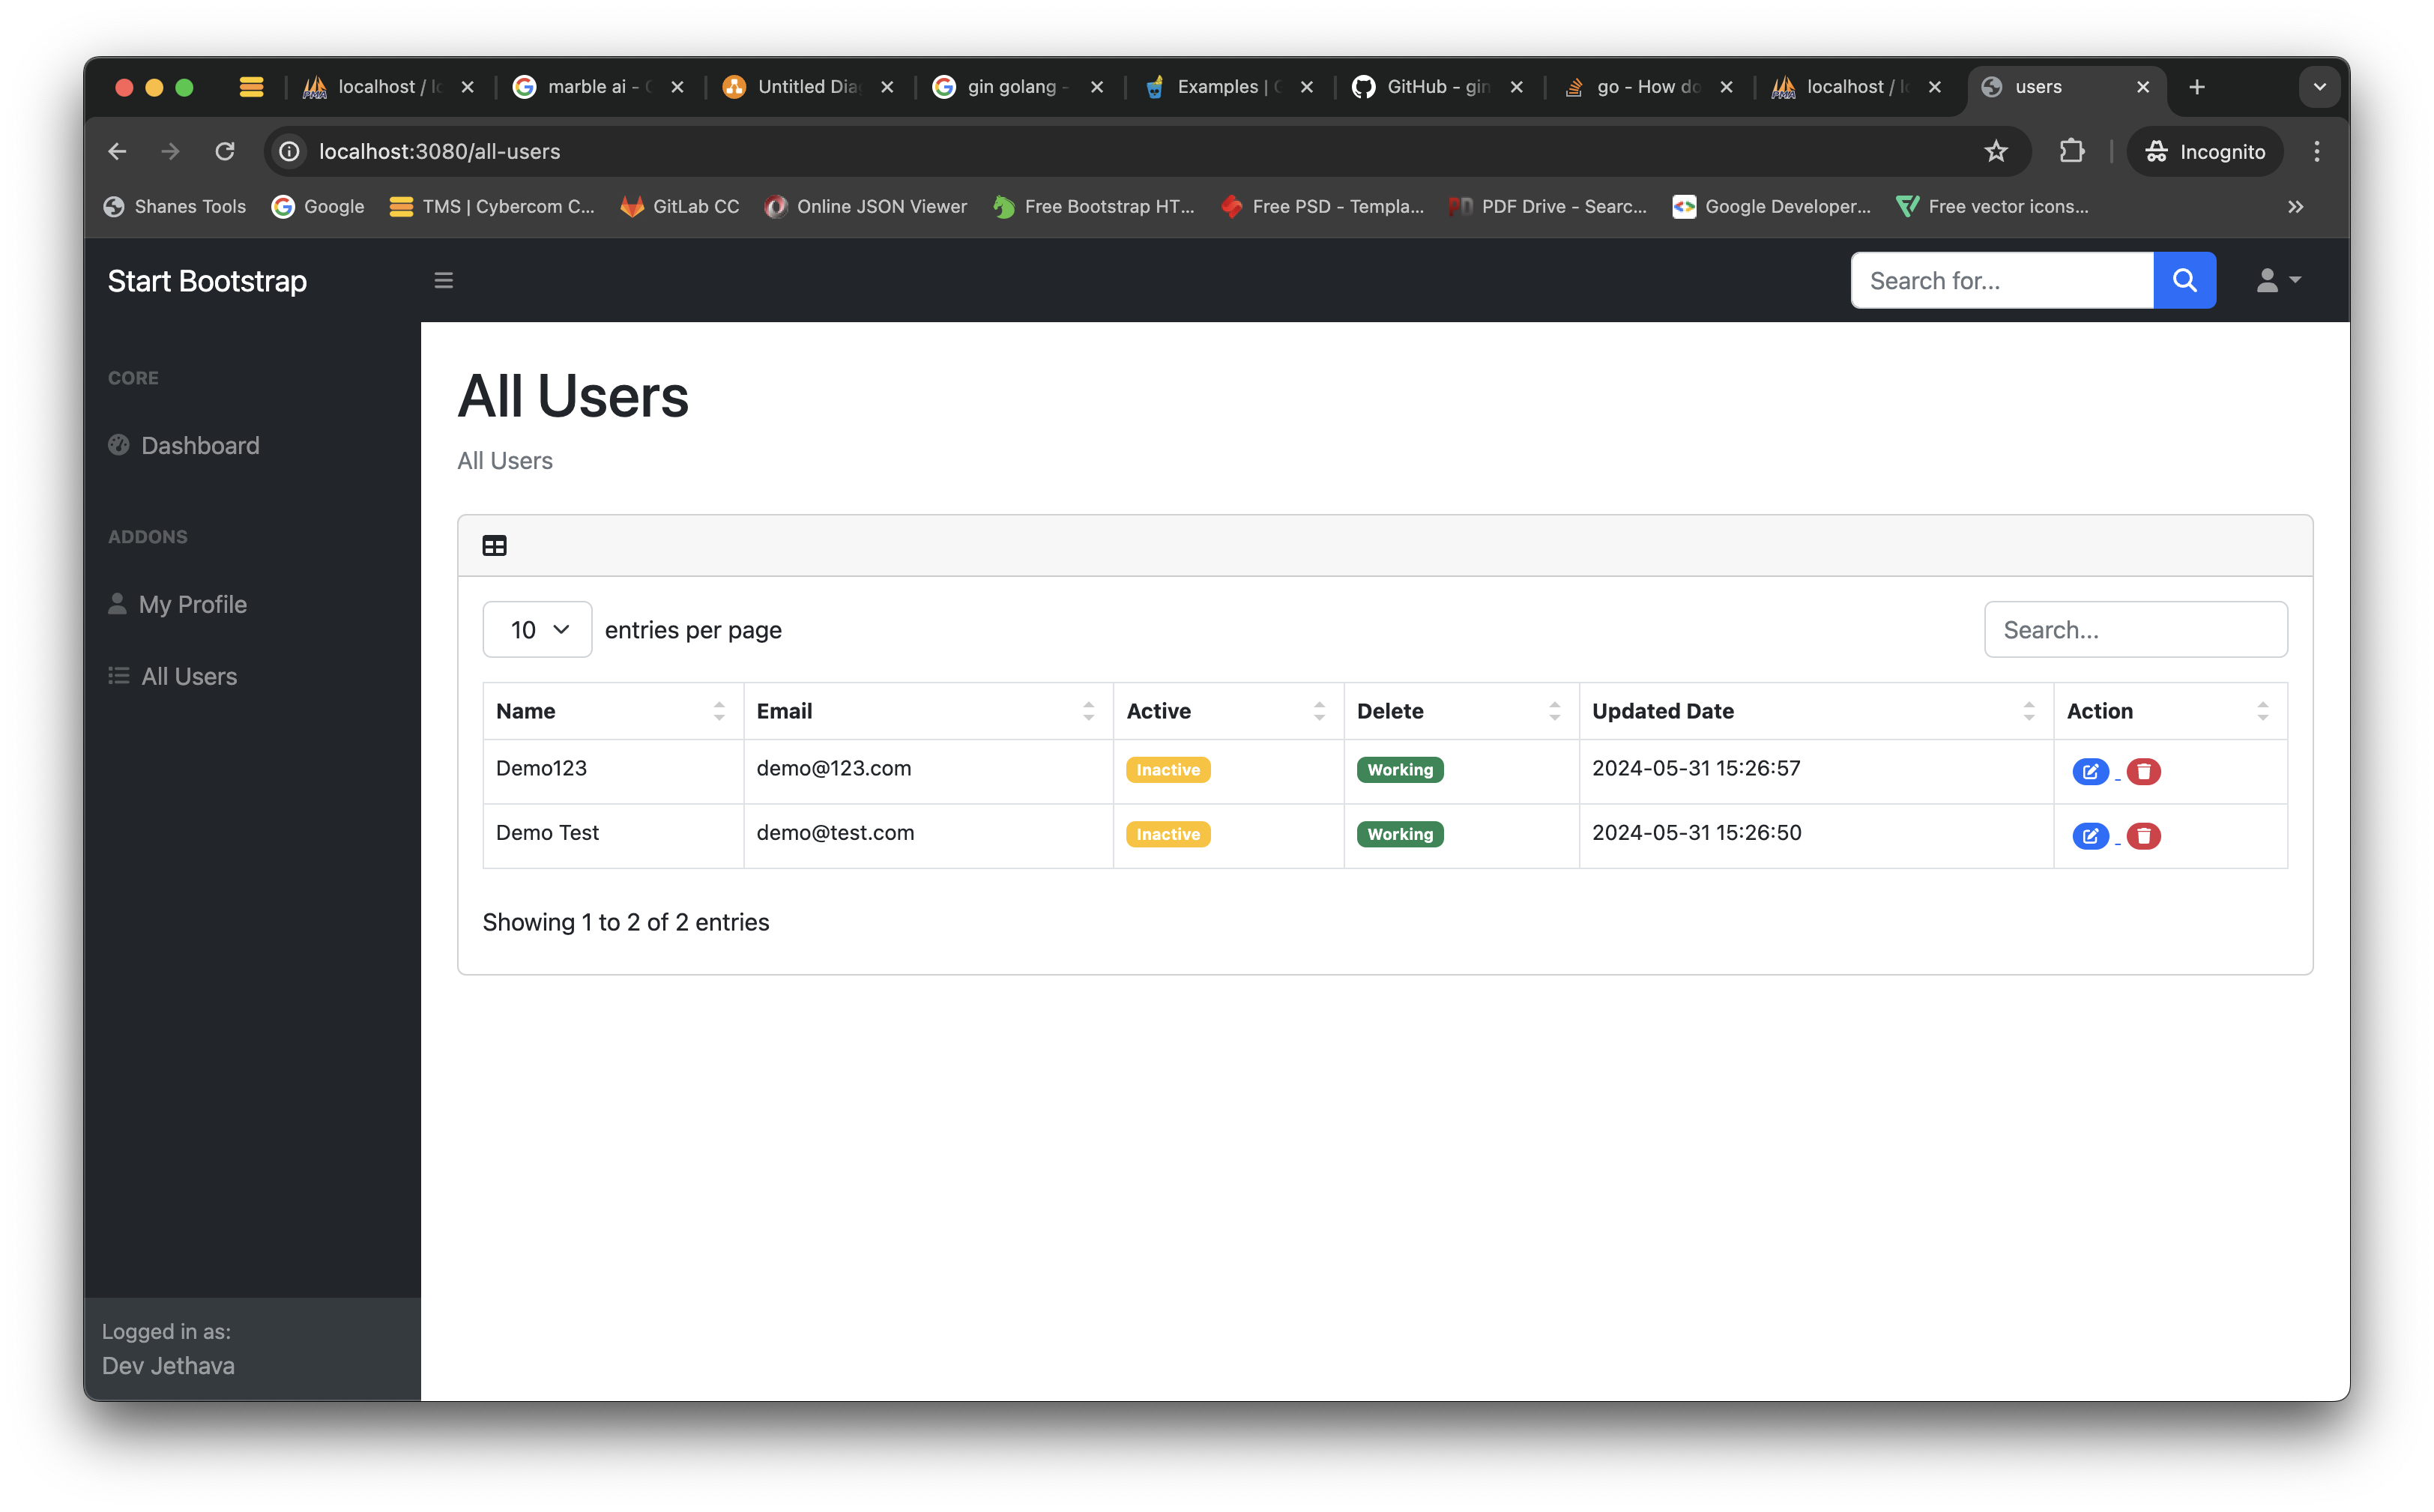 localhost / lo
marble ai -
Untitled Dia
gin golang -
Examples |
GitHub - gin
go - How do
localhost / lo
users
localhost:3080/all-users
Incognito
Shanes Tools
Google
TMS | Cybercom C...
GitLab CC
Online JSON Viewer
Free Bootstrap HT...
Free PSD - Templa...
PDF Drive - Searc...
Google Developer...
Free vector icons...
Start Bootstrap
Search for...
CORE
Dashboard
ADDONS
My Profile
All Users
Logged in as:
Dev Jethava
All Users
All Users
10 entries per page
Search...
Name Email Active Delete Updated Date Action
Demo123 demo@123.com Inactive Working 2024-05-31 15:26:57
Demo Test demo@test.com Inactive Working 2024-05-31 15:26:50
Showing 1 to 2 of 2 entries